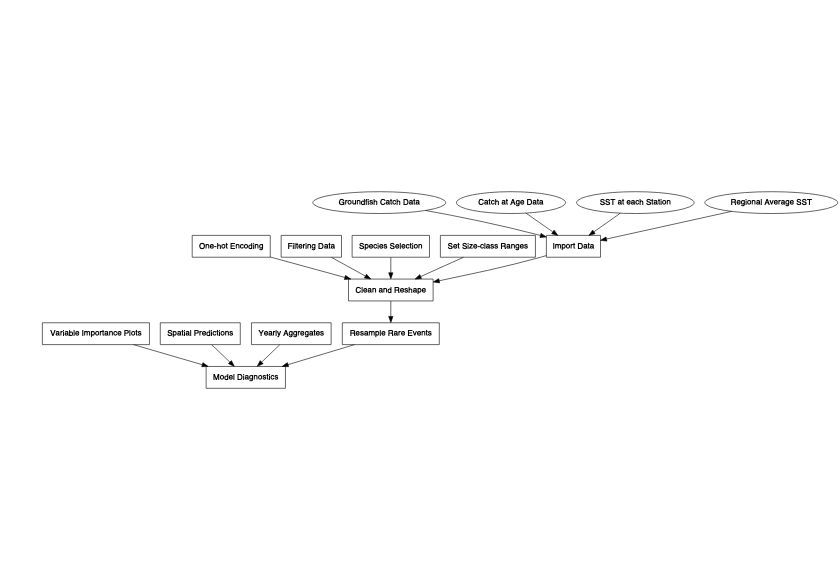 Groundfish Catch Data
Catch at Age Data
SST at each Station
Regional Average SST
One-hot Encoding
Filtering Data
Species Selection
Set Size-class Ranges
Import Data
Clean and Reshape
Variable Importance Plots
Spatial Predictions
Yearly Aggregates
Resample Rare Events
Model Diagnostics